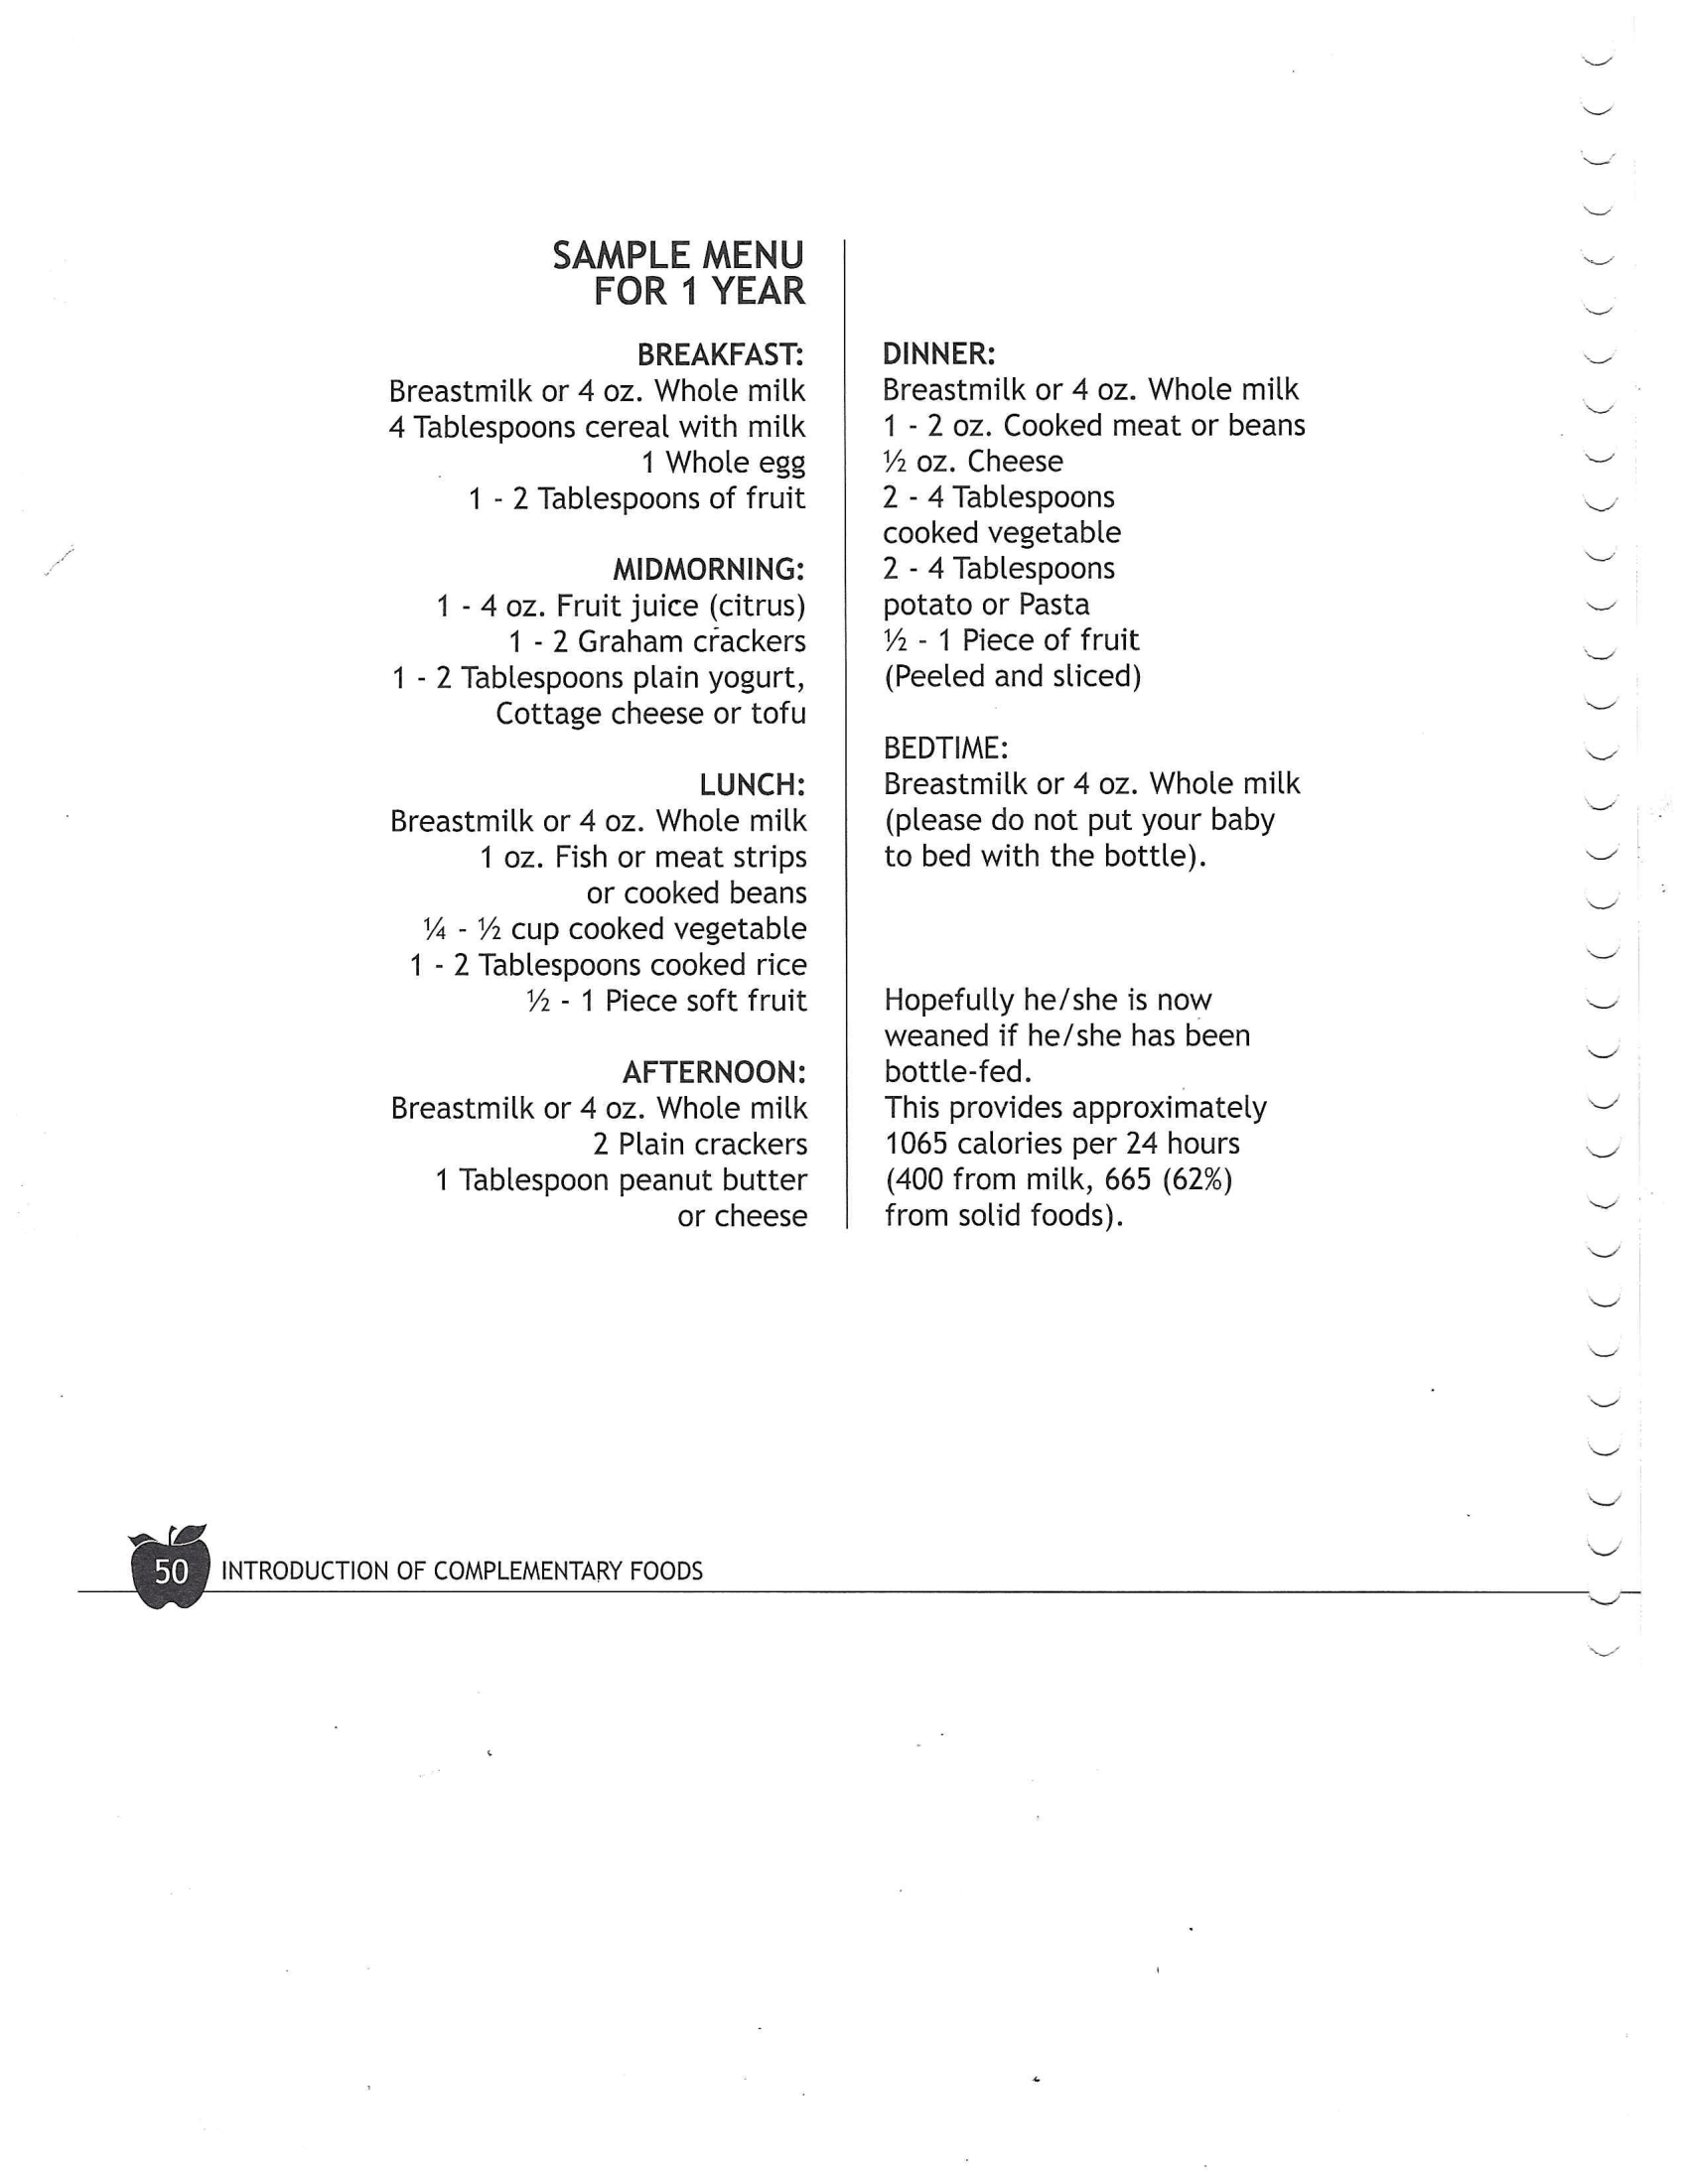 SAMPLE MENU
FOR 1 YEAR
BREAKFAST:
Breastmilk or 4 oz. Whole milk
4 Tablespoons cereal with milk
1 Whole egg
1 - 2 Tablespoons of fruit
MIDMORNING:
1 - 4 oz. Fruit juice (citrus)
1 - 2 Graham crackers
1 - 2 Tablespoons plain yogurt,
Cottage cheese or tofu
LUNCH:
Breastmilk or 4 oz. Whole milk
1 oz. Fish or meat strips
or cooked beans
¼ - ½ cup cooked vegetable
1 - 2 Tablespoons cooked rice
½ - 1 Piece soft fruit
AFTERNOON:
Breastmilk or 4 oz. Whole milk
2 Plain crackers
1 Tablespoon peanut butter
or cheese
DINNER:
Breastmilk or 4 oz. Whole milk
1 - 2 oz. Cooked meat or beans
½ oz. Cheese
2 - 4 Tablespoons
cooked vegetable
2 - 4 Tablespoons
potato or Pasta
½ - 1 Piece of fruit
(Peeled and sliced)
BEDTIME:
Breastmilk or 4 oz. Whole milk
(please do not put your baby
to bed with the bottle).
Hopefully he/she is now
weaned if he/she has been
bottle-fed.
This provides approximately
1065 calories per 24 hours
(400 from milk, 665 (62%)
from solid foods).
50 INTRODUCTION OF COMPLEMENTARY FOODS